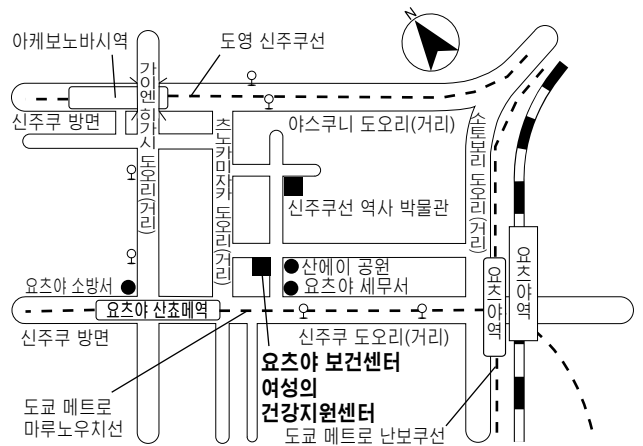 N
아케보노바시역
도영 신주쿠선
가이엔 히가시 도오리(거리)
신주쿠 방면
츠노카미자카 도오리(거리)
야스쿠니 도오리(거리)
소토보리 도오리(거리)
신주쿠선 역사 박물관
산에이 공원
요츠야 세무서
요츠야 소방서
요츠야 산쵸메역
요츠야역
요츠야역
신주쿠 방면
신주쿠 도오리(거리)
요츠야 보건센터
여성의
건강지원센터
도쿄 메트로
마루노우치선
도쿄 메트로 난보쿠선